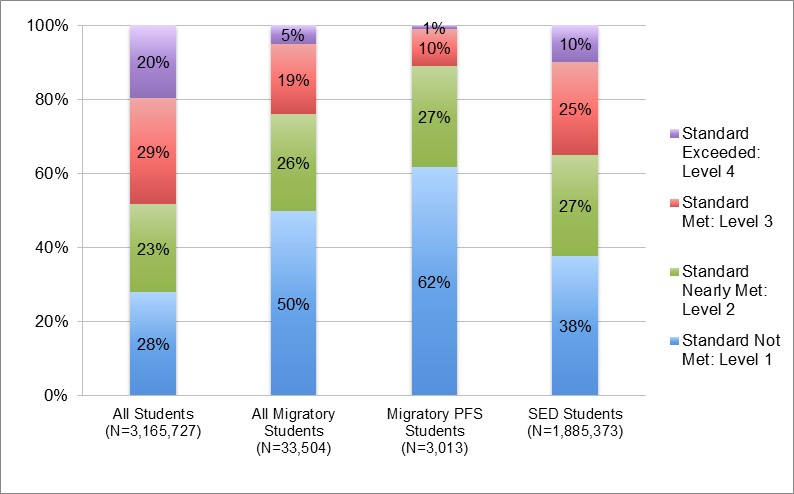 100%
80%
60%
40%
20%
0%
20%
29%
23%
28%
5%
19%
26%
50%
1%
10%
27%
62%
10%
25%
27%
38%
All Students
(N=3,165,727)
All Migratory
Students
(N=33,504)
Migratory PFS
Students
(N=3,013)
SED Students
(N=1,885,373)
Standard
Exceeded:
Level 4
Standard
Met: Level 3
Standard
Nearly Met:
Level 2
Standard Not
Met: Level 1